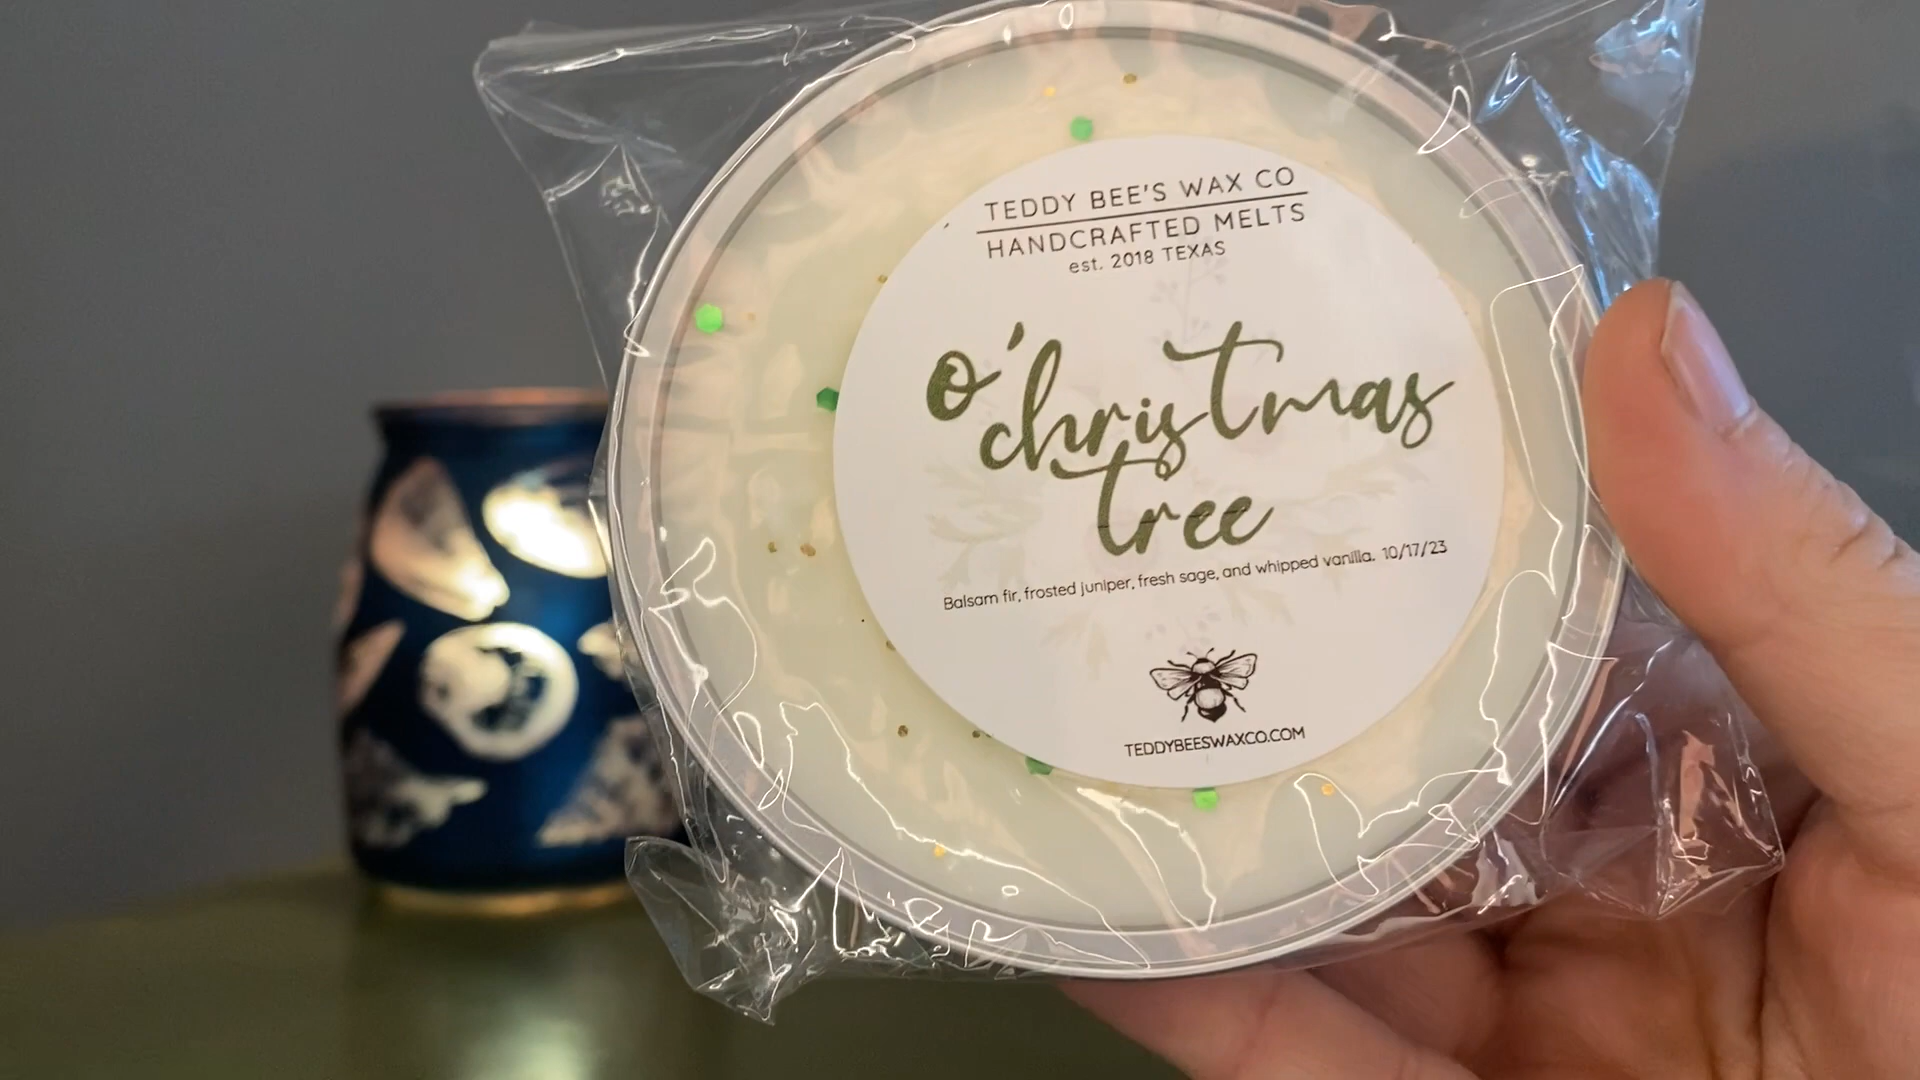 TEDDY BEE'S WAX CO
HANDCRAFTED MELTS
est. 2018 TEXAS
o'christmas
tree
Balsam fir, frosted juniper, fresh sage, and whipped vanilla. 10/17/23
TEDDYBEESWAXCO.COM